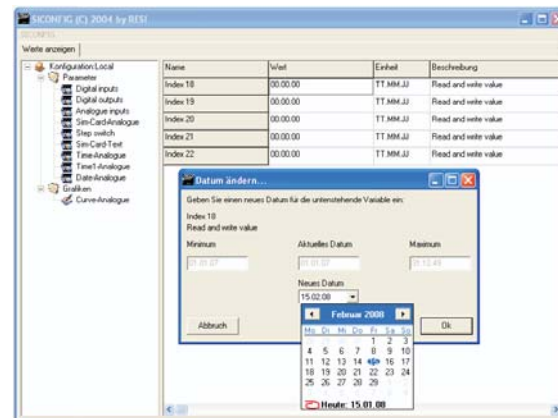 SICONFIG (C) 2004 by RESI
SICONFIG
Werte anzeigen
Konfiguration:Local
Parameter
Digital inputs
Digital outputs
Analogue inputs
Sim-Card-Analogue
Step switch
Sim-Card-Text
Time-Analogue
Time1-Analogue
Date-Analogue
Grafiken
Curve-Analogue
Name Wert Einheit Beschreibung
Index 18 00.00.00 TT.MM.JJ Read and write value
Index 19 00.00.00 TT.MM.JJ Read and write value
Index 20 00.00.00 TT.MM.JJ Read and write value
Index 21 00.00.00 TT.MM.JJ Read and write value
Index 22 00.00.00 TT.MM.JJ Read and write value
Datum ändern...
Geben Sie einen neues Datum für die untenstehende Variable ein:
Index 18
Read and write value
Minimum Aktuelles Datum Maximum
01.01.07 01.01.07 31.12.49
Neues Datum
15.02.08
Abbruch Ok
Februar 2008
Mo Di Mi Do Fr Sa So
1 2 3
4 5 6 7 8 9 10
11 12 13 14 15 16 17
18 19 20 21 22 23 24
25 26 27 28 29
Heute: 15.01.08